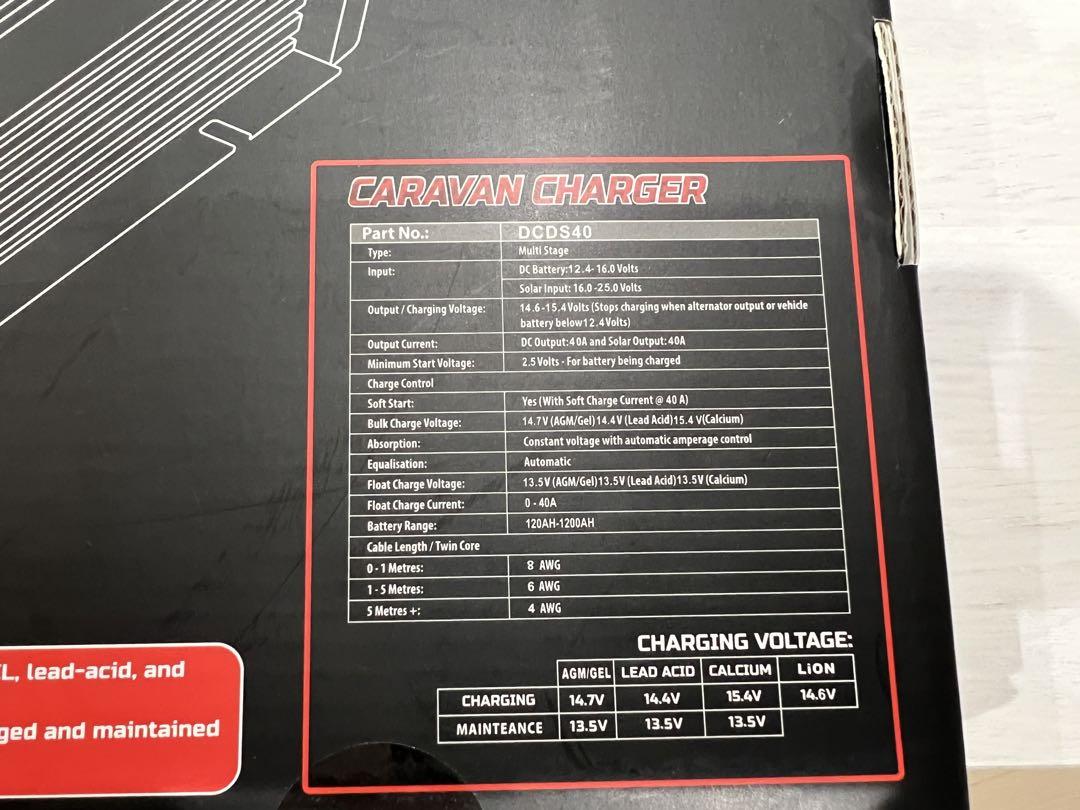 CARAVAN CHARGER
Part No.: DCDS40
Type: Multi Stage
Input: DC Battery:12.4- 16.0 Volts
Solar Input: 16.0 -25.0 Volts
Output / Charging Voltage: 14.6-15.4Volts (Stops charging when alternator output or vehicle
battery below12.4Volts)
Output Current: DC Output:40A and Solar Output:40A
Minimum Start Voltage: 2.5Volts - For battery being charged
Charge Control
Soft Start: Yes (With Soft Charge Current @ 40 A)
Bulk Charge Voltage: 14.7V (AGM/Gel)14.4V (Lead Acid)15.4 V(Calcium)
Absorption: Constant voltage with automatic amperage control
Equalisation: Automatic
Float Charge Voltage: 13.5V (AGM/Gel)13.5V (Lead Acid)13.5V (Calcium)
Float Charge Current: 0 - 40A
Battery Range: 120AH-1200AH
Cable Length / Twin Core
0 - 1 Metres: 8 AWG
1 - 5 Metres: 6 AWG
5 Metres +: 4 AWG
CHARGING VOLTAGE:
AGM/GEL LEAD ACID CALCIUM LiON
CHARGING 14.7V 14.4V 15.4V 14.6V
MAINTEANCE 13.5V 13.5V 13.5V
lead-acid, and
and maintained